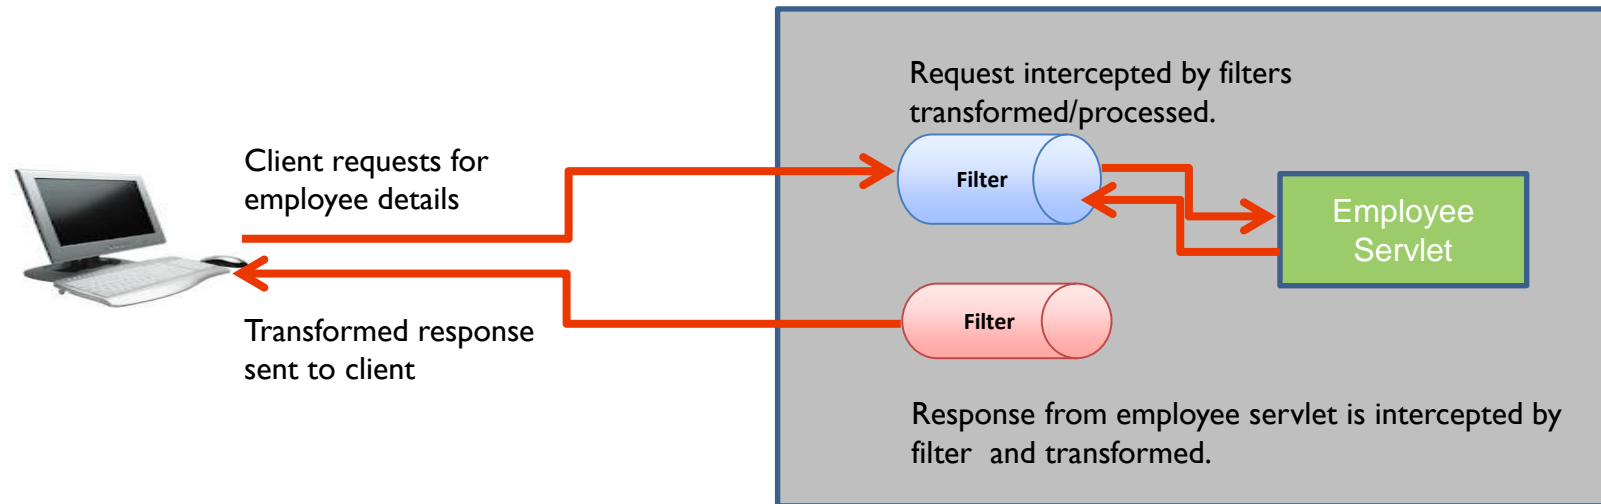 Request intercepted by filters
transformed/processed.
Client requests for
employee details
Filter
Employee
Servlet
Filter
Transformed response
sent to client
Response from employee servlet is intercepted by
filter and transformed.